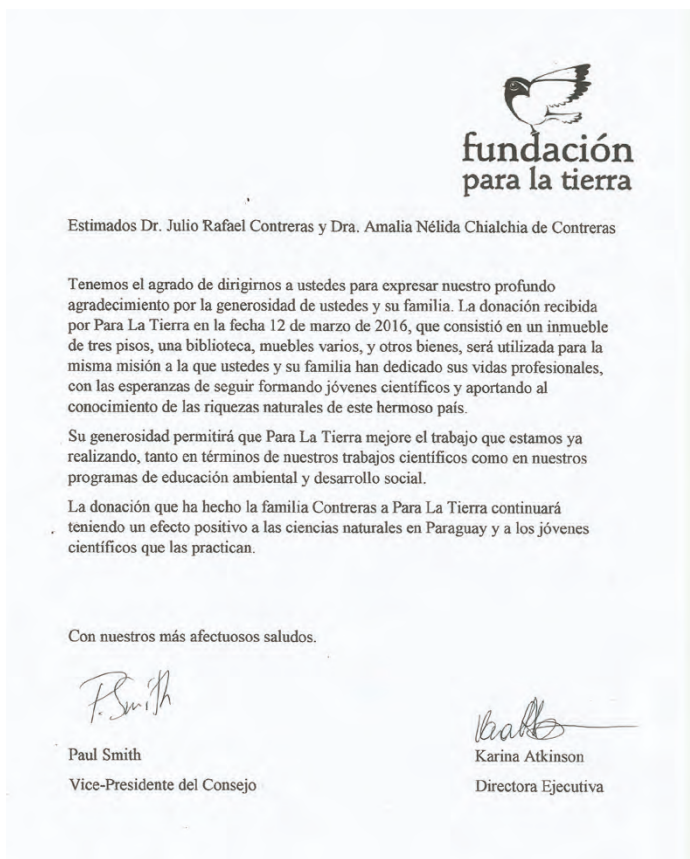 fundación
para la tierra
Estimados Dr. Julio Rafael Contreras y Dra. Amalia Nélida Chialchia de Contreras
Tenemos el agrado de dirigirnos a ustedes para expresar nuestro profundo
agradecimiento por la generosidad de ustedes y su familia. La donación recibida
por Para La Tierra en la fecha 12 de marzo de 2016, que consistió en un inmueble
de tres pisos, una biblioteca, muebles varios, y otros bienes, será utilizada para la
misma misión a la que ustedes y su familia han dedicado sus vidas profesionales,
con las esperanzas de seguir formando jóvenes científicos y aportando al
conocimiento de las riquezas naturales de este hermoso país.
Su generosidad permitirá que Para La Tierra mejore el trabajo que estamos ya
realizando, tanto en términos de nuestros trabajos científicos como en nuestros
programas de educación ambiental y desarrollo social.
La donación que ha hecho la familia Contreras a Para La Tierra continuará
teniendo un efecto positivo a las ciencias naturales en Paraguay y a los jóvenes
científicos que las practican.
Con nuestros más afectuosos saludos.
P. Smith
Paul Smith
Vice-Presidente del Consejo
Karina Atkinson
Directora Ejecutiva